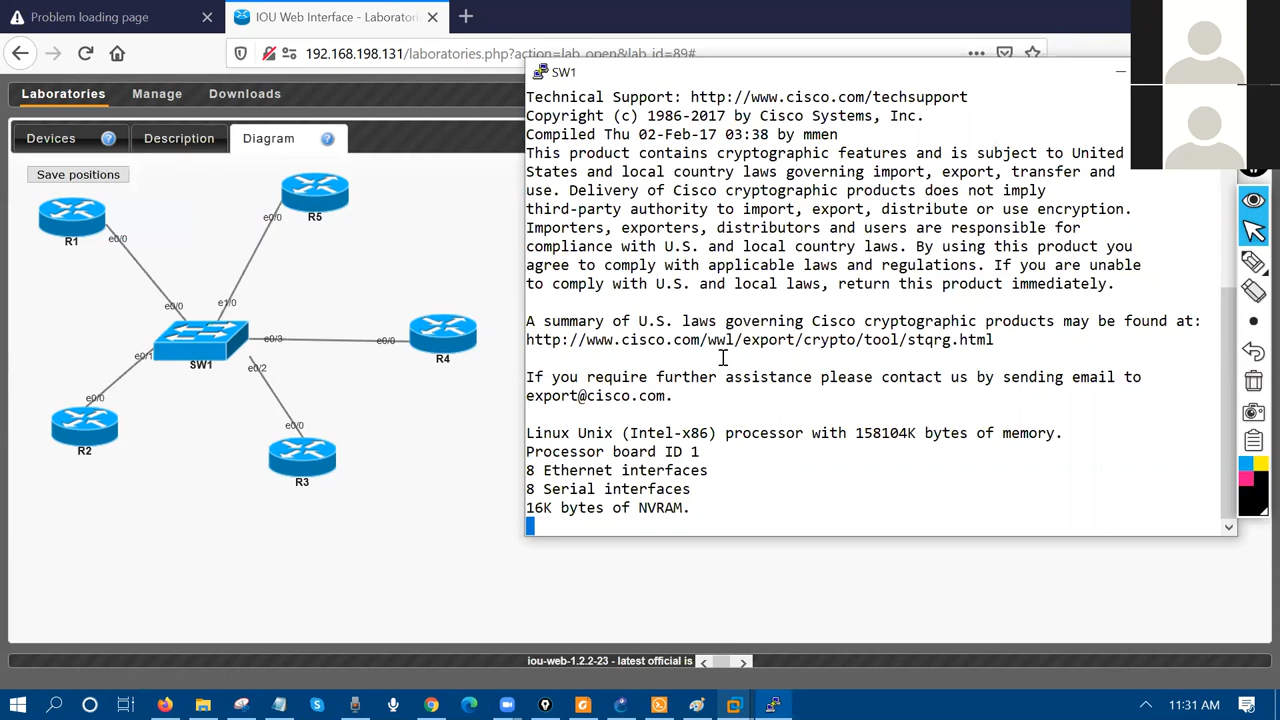 Problem loading page
IOU Web Interface - Laboratori
192.168.198.131/laboratories.php?action=lab_open&lab_id=89#
Laboratories Manage Downloads
Devices ? Description Diagram ?
Save positions
R1
R5
R4
SW1
R2
R3
e0/0
e0/0
e0/0
e1/0
e0/3
e0/0
e0/1
e0/2
e0/0
e0/0
SW1
Technical Support: http://www.cisco.com/techsupport
Copyright (c) 1986-2017 by Cisco Systems, Inc.
Compiled Thu 02-Feb-17 03:38 by mmen
This product contains cryptographic features and is subject to United
States and local country laws governing import, export, transfer and
use. Delivery of Cisco cryptographic products does not imply
third-party authority to import, export, distribute or use encryption.
Importers, exporters, distributors and users are responsible for
compliance with U.S. and local country laws. By using this product you
agree to comply with applicable laws and regulations. If you are unable
to comply with U.S. and local laws, return this product immediately.
A summary of U.S. laws governing Cisco cryptographic products may be found at:
http://www.cisco.com/wwl/export/crypto/tool/stqrg.html
If you require further assistance please contact us by sending email to
export@cisco.com.
Linux Unix (Intel-x86) processor with 158104K bytes of memory.
Processor board ID 1
8 Ethernet interfaces
8 Serial interfaces
16K bytes of NVRAM.
iou-web-1.2.2-23 - latest official is
11:31 AM